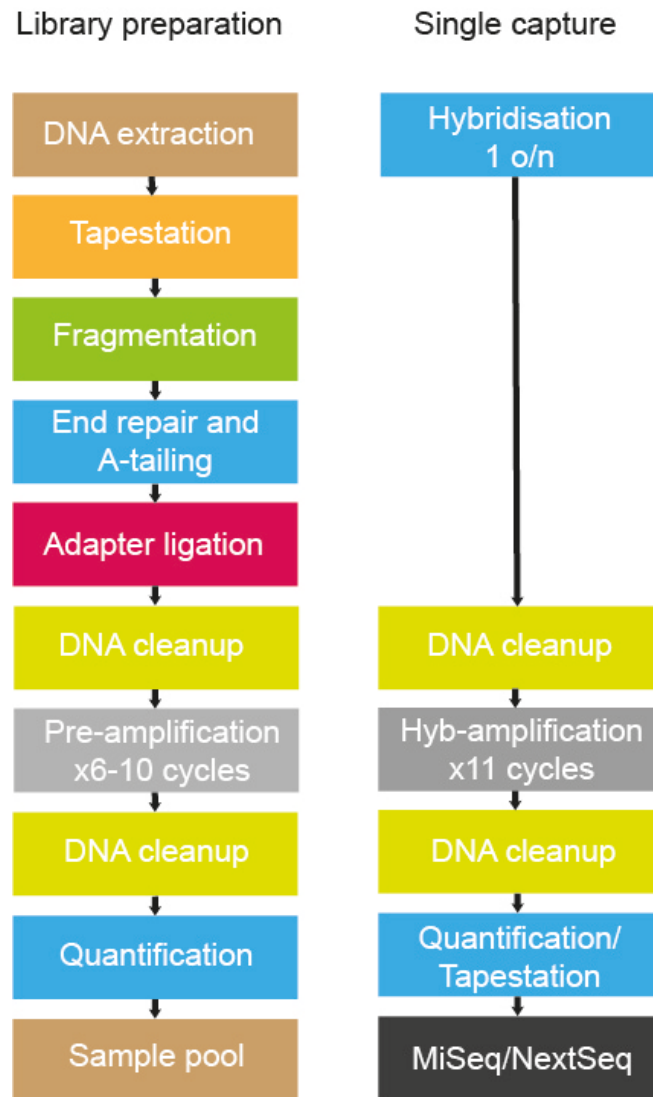 Library preparation
DNA extraction
Tapestation
Fragmentation
End repair and
A-tailing
Adapter ligation
DNA cleanup
Pre-amplification
x6-10 cycles
DNA cleanup
Quantification
Sample pool
Single capture
Hybridisation
1 o/n
DNA cleanup
Hyb-amplification
x11 cycles
DNA cleanup
Quantification/
Tapestation
MiSeq/NextSeq